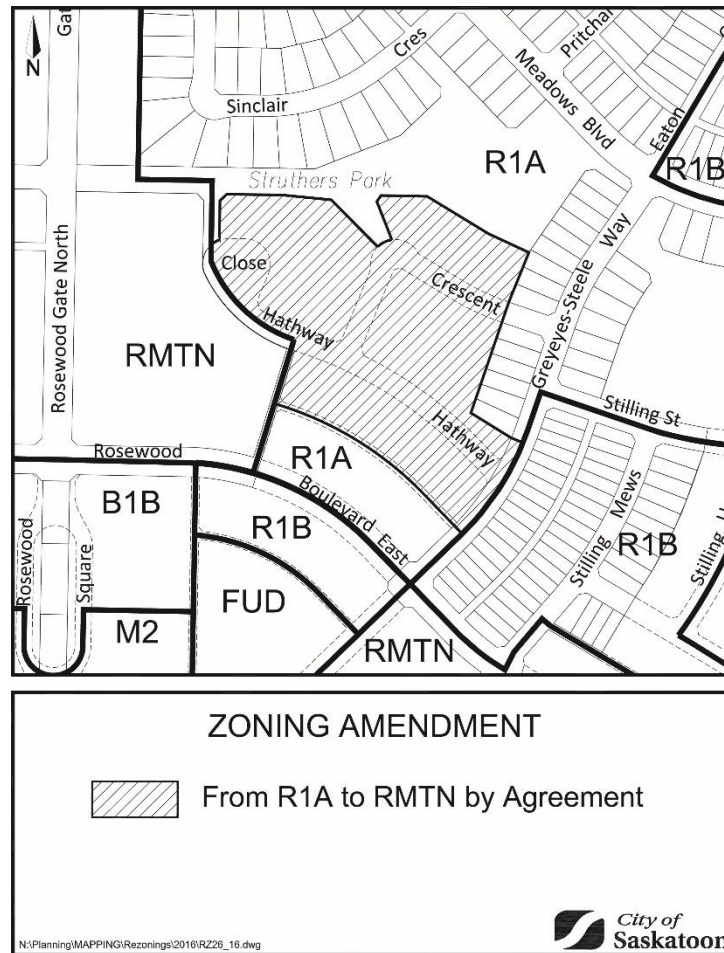 Gat
Pritchar
Cres
Sinclair
Meadows Blvd
Eaton
N
R1A
R1B
Struthers Park
Greyeyes-Steele Way
Close
Crescent
Rosewood Gate North
Hathway
RMTN
Stilling St
Hathway
Rosewood
R1A
Boulevard East
B1B
R1B
Stilling Mews
R1B
Rosewood Square
FUD
M2
RMTN
ZONING AMENDMENT
From R1A to RMTN by Agreement
City of
Saskatoon
N:\Planning\MAPPING\Rezonings\2016\RZ26_16.dwg